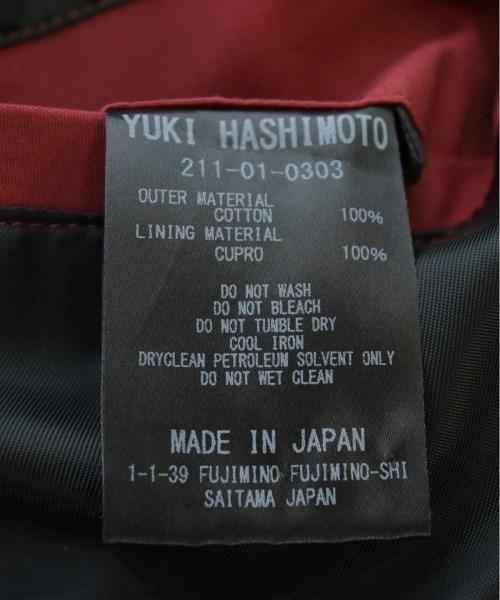 YUKI HASHIMOTO
211-01-0303
OUTER MATERIAL
COTTON 100%
LINING MATERIAL
CUPRO 100%
DO NOT WASH
DO NOT BLEACH
DO NOT TUMBLE DRY
COOL IRON
DRYCLEAN PETROLEUM SOLVENT ONLY
DO NOT WET CLEAN
MADE IN JAPAN
1-1-39 FUJIMINO FUJIMINO-SHI
SAITAMA JAPAN